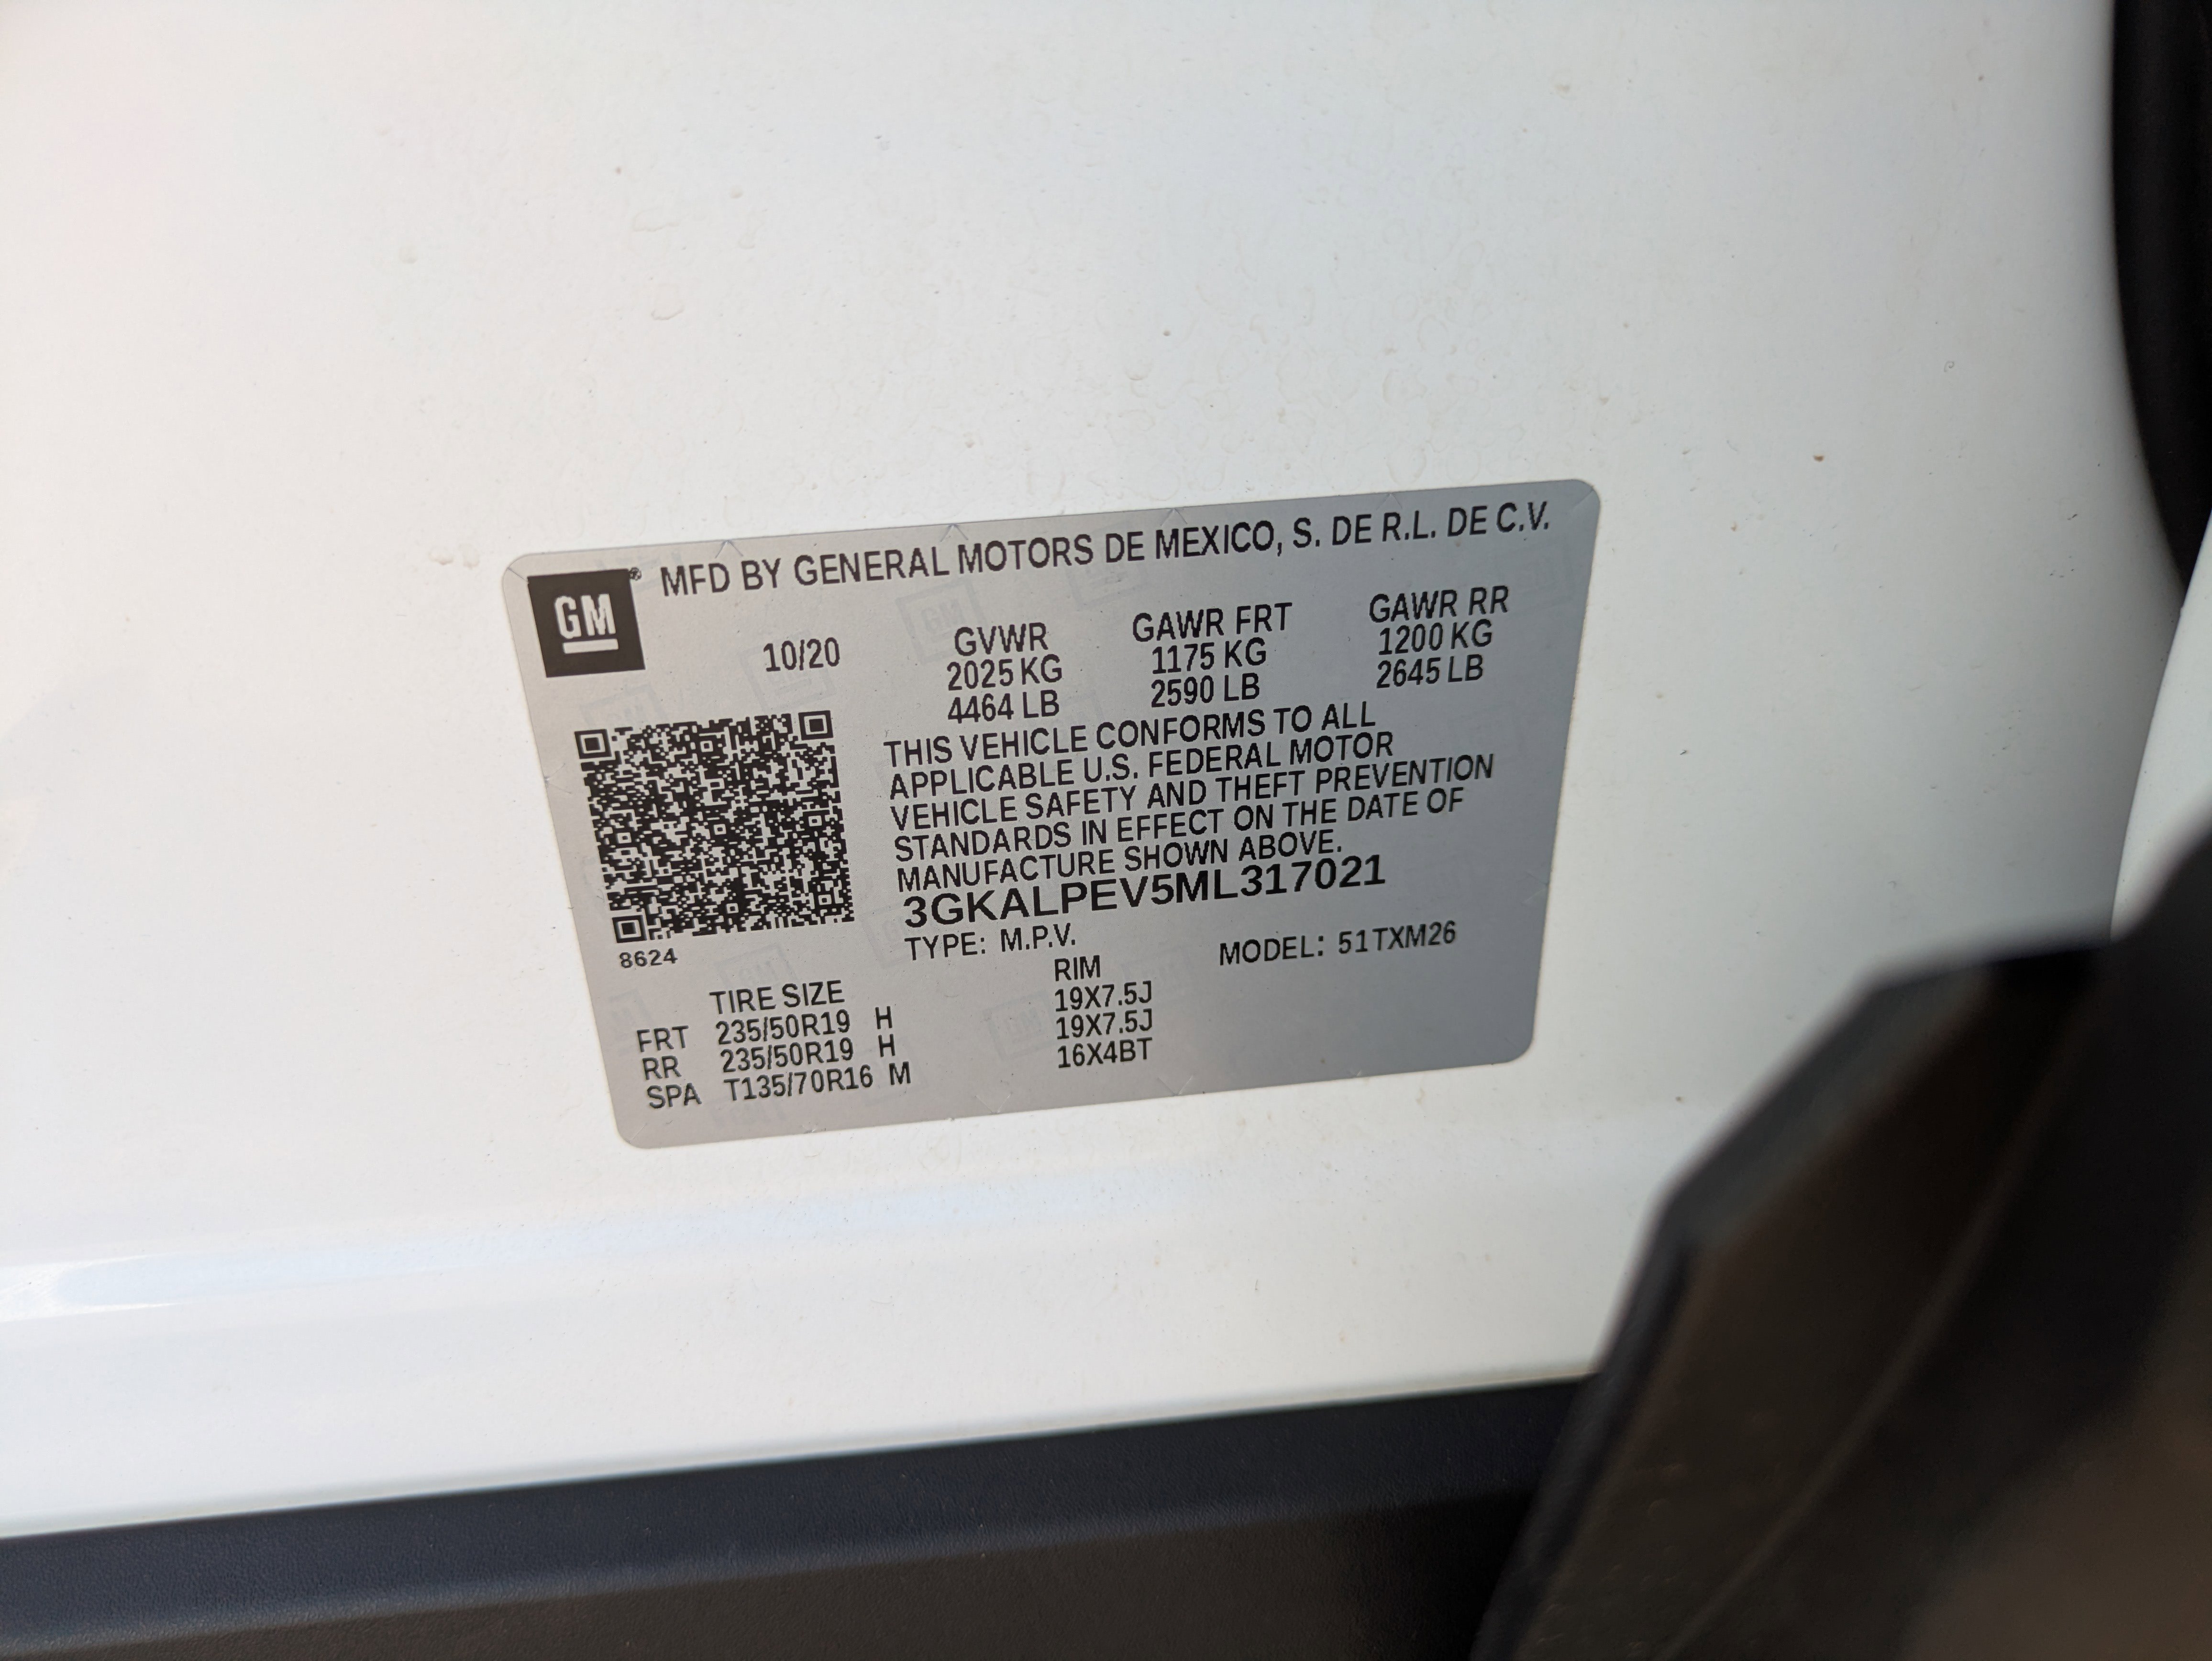 GM ® MFD BY GENERAL MOTORS DE MEXICO, S. DE R.L. DE C.V.
10/20 GVWR GAWR FRT GAWR RR
2025 KG 1175 KG 1200 KG
4464 LB 2590 LB 2645 LB
THIS VEHICLE CONFORMS TO ALL
APPLICABLE U.S. FEDERAL MOTOR
VEHICLE SAFETY AND THEFT PREVENTION
STANDARDS IN EFFECT ON THE DATE OF
MANUFACTURE SHOWN ABOVE.
3GKALPEV5ML317021
8624 TYPE: M.P.V. MODEL: 51TXM26
TIRE SIZE RIM
FRT 235/50R19 H 19X7.5J
RR 235/50R19 H 19X7.5J
SPA T135/70R16 M 16X4BT